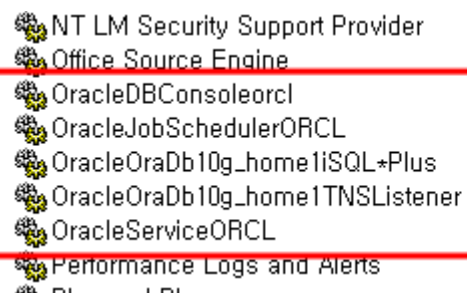 NT LM Security Support Provider
Office Source Engine
OracleDBConsoleorcl
OracleJobSchedulerORCL
OracleOraDb10g_home1iSQL*Plus
OracleOraDb10g_home1TNSListener
OracleServiceORCL
Performance Logs and Alerts